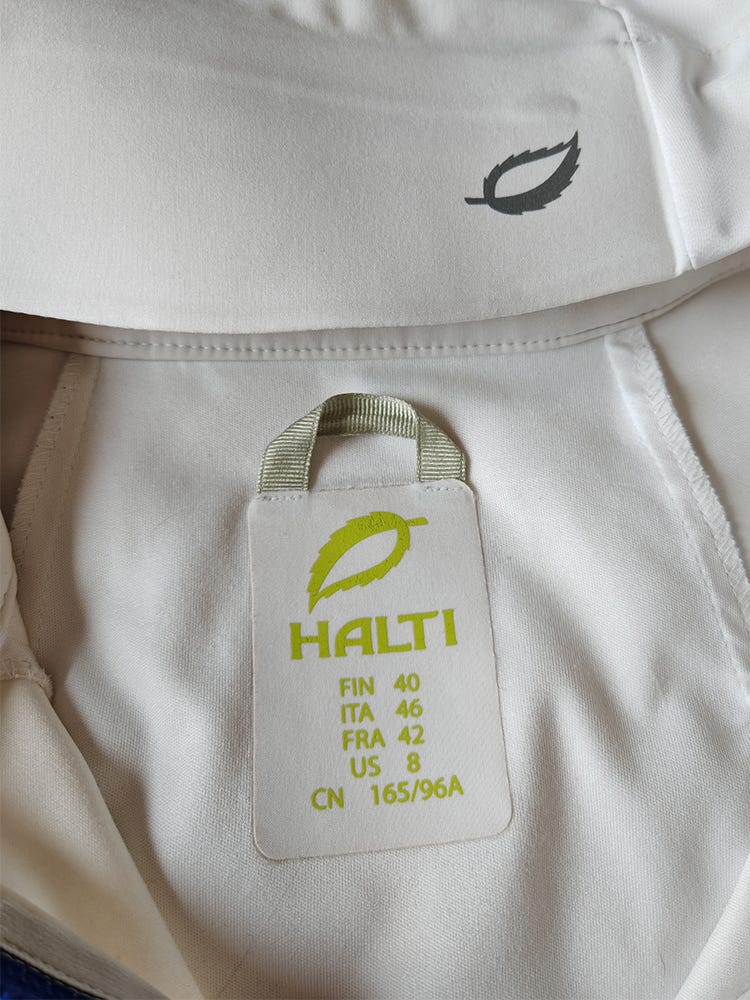 HALTI
FIN 40
ITA 46
FRA 42
US 8
CN 165/96A